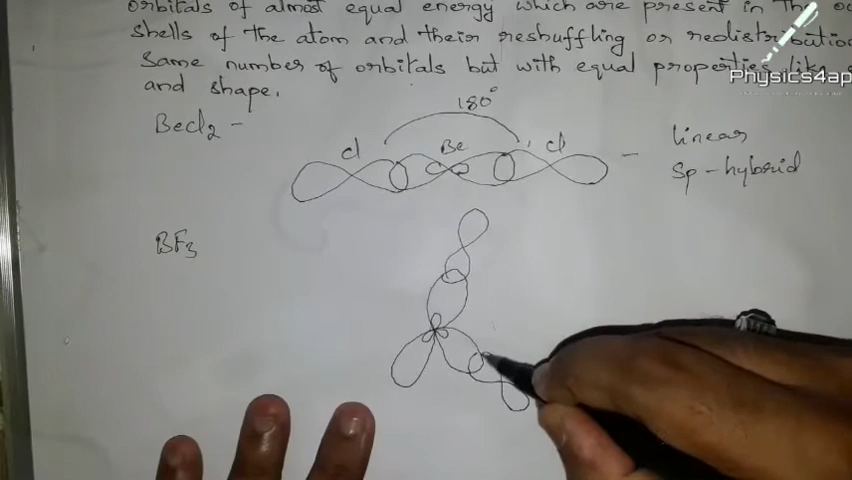 orbitals of almost equal energy which are present in The
shells of the atom and their reshuffling or redistribution
Same number of orbitals but with equal properties like
and shape.
Physics4ap
180°
BeCl2 -
Cl Be Cl
linear
Sp-hybrid
BF3